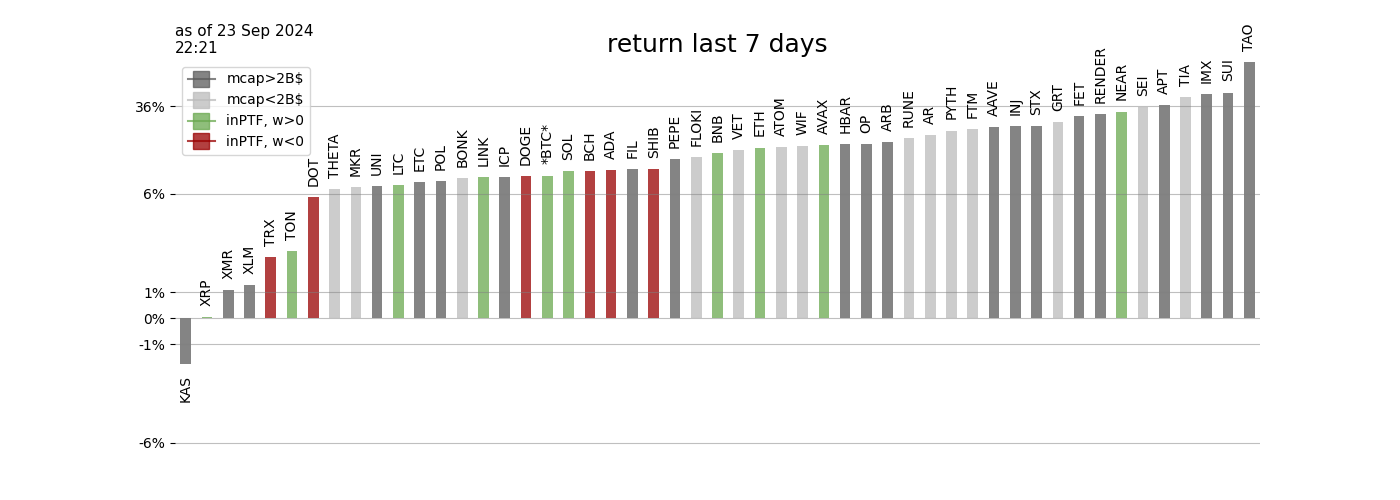 as of 23 Sep 2024
22:21
return last 7 days
mcap>2B$
mcap<2B$
inPTF, w>0
inPTF, w<0
36%
6%
1%
0%
-1%
-6%
KAS
XRP
XMR
XLM
TRX
TON
DOT
THETA
MKR
UNI
LTC
ETC
POL
BONK
LINK
ICP
DOGE
*BTC*
SOL
BCH
ADA
FIL
SHIB
PEPE
FLOKI
BNB
VET
ETH
ATOM
WIF
AVAX
HBAR
OP
ARB
RUNE
AR
PYTH
FTM
AAVE
INJ
STX
GRT
FET
RENDER
NEAR
SEI
APT
TIA
IMX
SUI
TAO